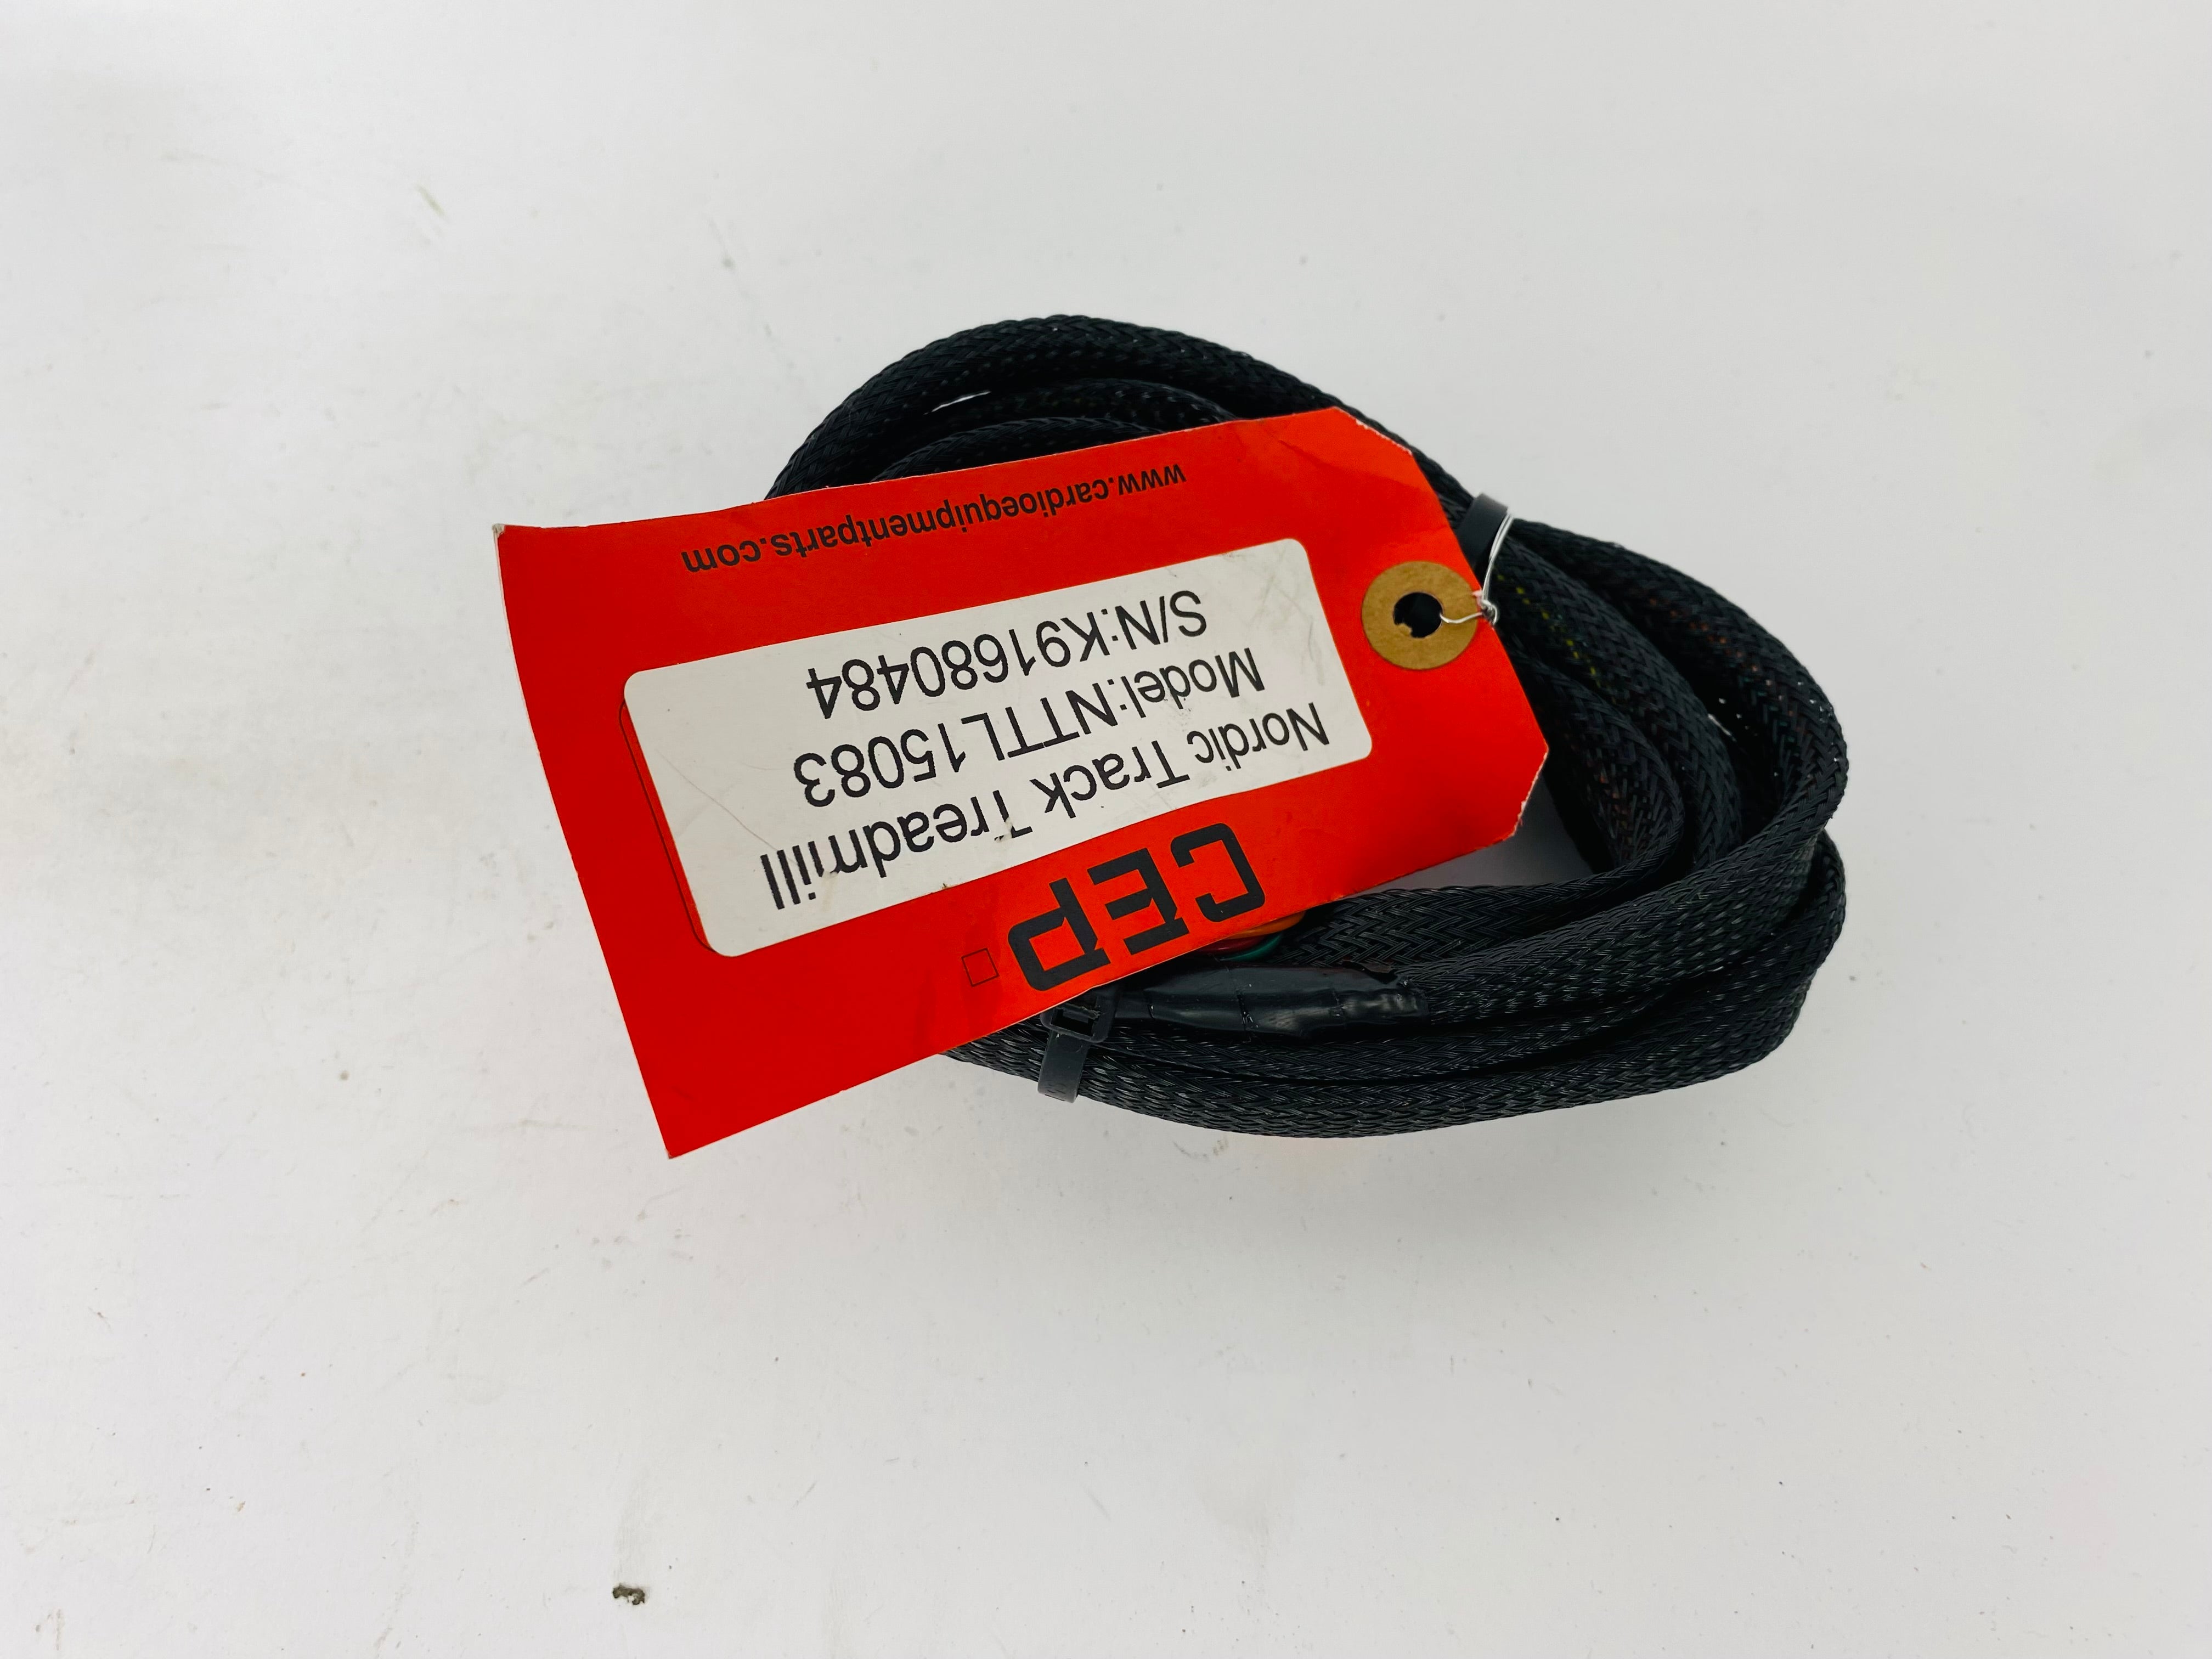 CEP
Nordic Track Treadmill
Model:NTTL15083
S/N:K91680484
www.cardioequipmentparts.com